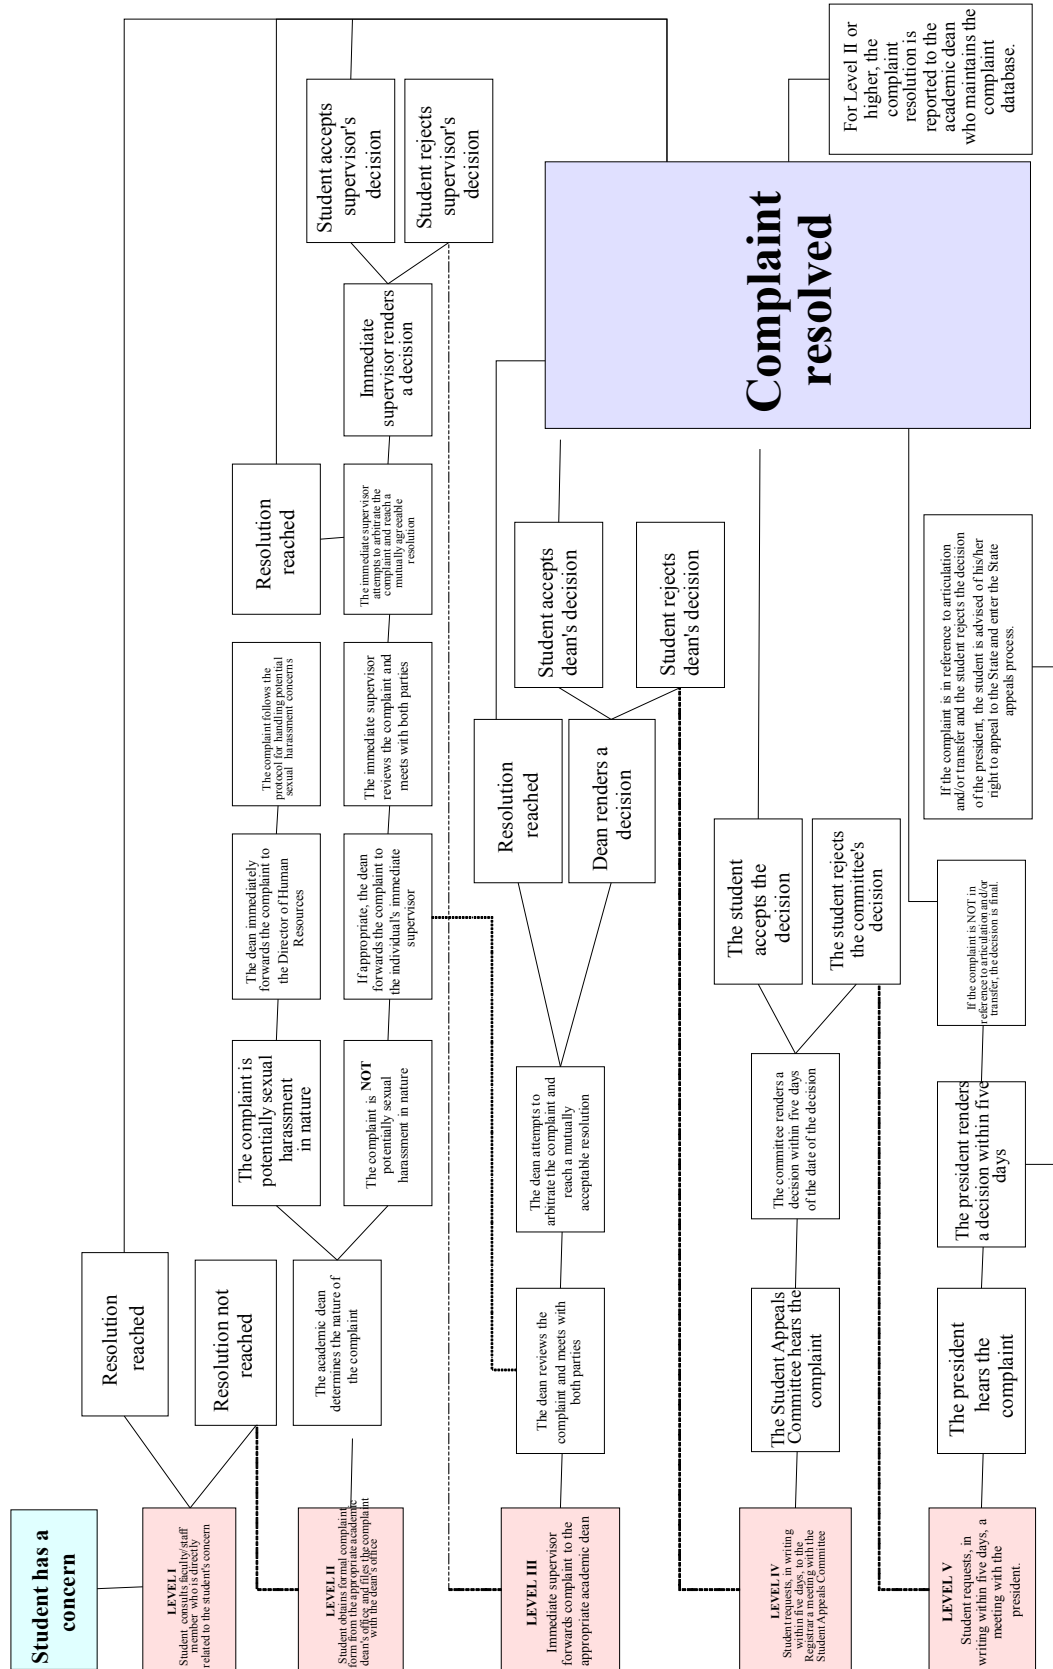 Student has a
concern
LEVEL I
Student consults faculty/staff
member who is directly
related to the student's concern
Resolution
reached
Resolution not
reached
LEVEL II
Student obtains formal complaint
form from the appropriate academic
dean's office and files the complaint
with the dean's office
The academic dean
determines the nature of
the complaint
The complaint is
potentially sexual
harassment
in nature
The dean immediately
forwards the complaint to
the Director of Human
Resources
The complaint follows the
protocol for handling potential
sexual harassment concerns
The complaint is NOT
potentially sexual
harassment in nature
If appropriate, the dean
forwards the complaint to
the individual's immediate
supervisor
The immediate supervisor
reviews the complaint and
meets with both parties
The immediate supervisor
attempts to arbitrate the
complaint and reach a
mutually agreeable
resolution
Resolution
reached
Immediate
supervisor renders
a decision
Student accepts
supervisor's
decision
Student rejects
supervisor's
decision
LEVEL III
Immediate supervisor
forwards complaint to the
appropriate academic dean
The dean reviews the
complaint and meets with
both parties
The dean attempts to
arbitrate the complaint and
reach a mutually
acceptable resolution
Resolution
reached
Dean renders a
decision
Student accepts
dean's decision
Student rejects
dean's decision
LEVEL IV
Student requests, in writing
within five days, to the
Registrar a meeting with the
Student Appeals Committee
The Student Appeals
Committee hears the
complaint
The committee renders a
decision within five days
of the date of the decision
The student
accepts the
decision
The student rejects
the committee's
decision
LEVEL V
Student requests, in
writing within five days, a
meeting with the
president.
The president
hears the
complaint
The president renders
a decision within five
days
If the complaint is NOT in
reference to articulation and/or
transfer, the decision is final.
If the complaint is in reference to articulation
and/or transfer and the student rejects the decision
of the president, the student is advised of his/her
right to appeal to the State and enter the State
appeals process.
Complaint
resolved
For Level II or
higher, the
complaint
resolution is
reported to the
academic dean
who maintains the
complaint
database.